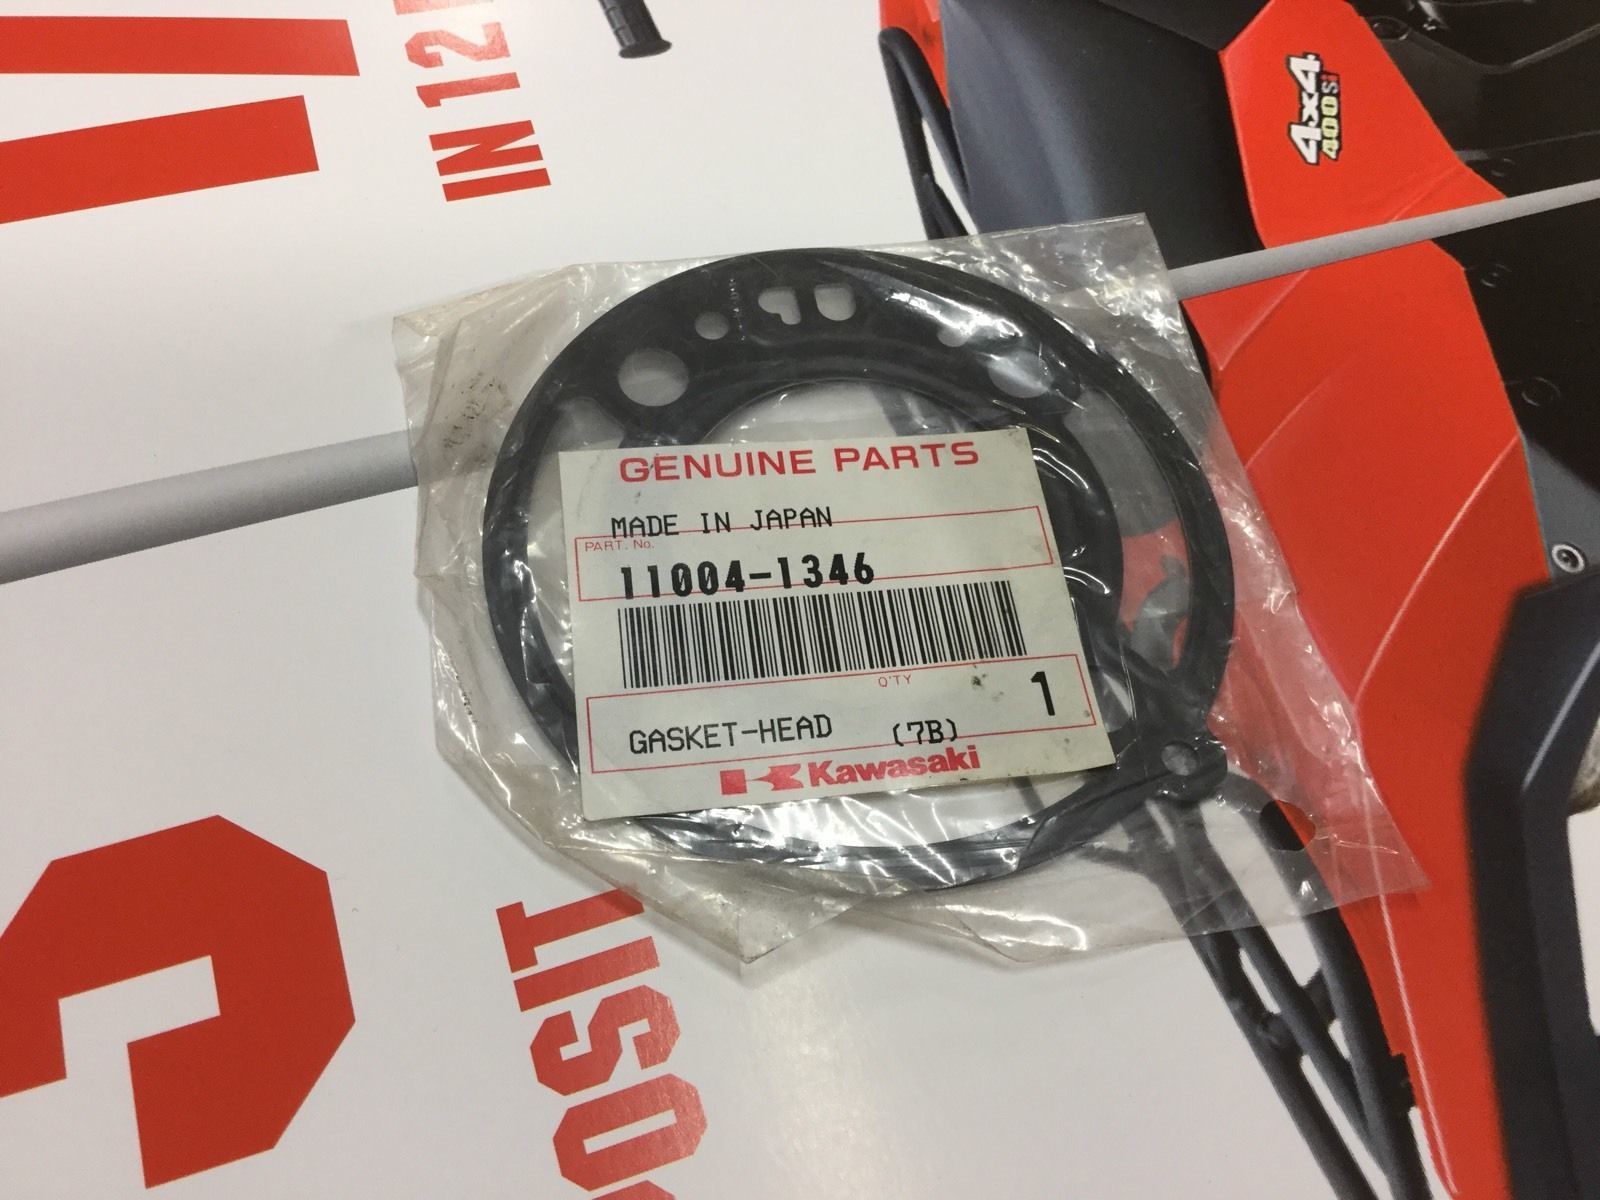 IN 12
4x4
400Si
GENUINE PARTS
MADE IN JAPAN
PART. No.
11004-1346
Q'TY
1
GASKET-HEAD (7B)
Kawasaki
OSIT